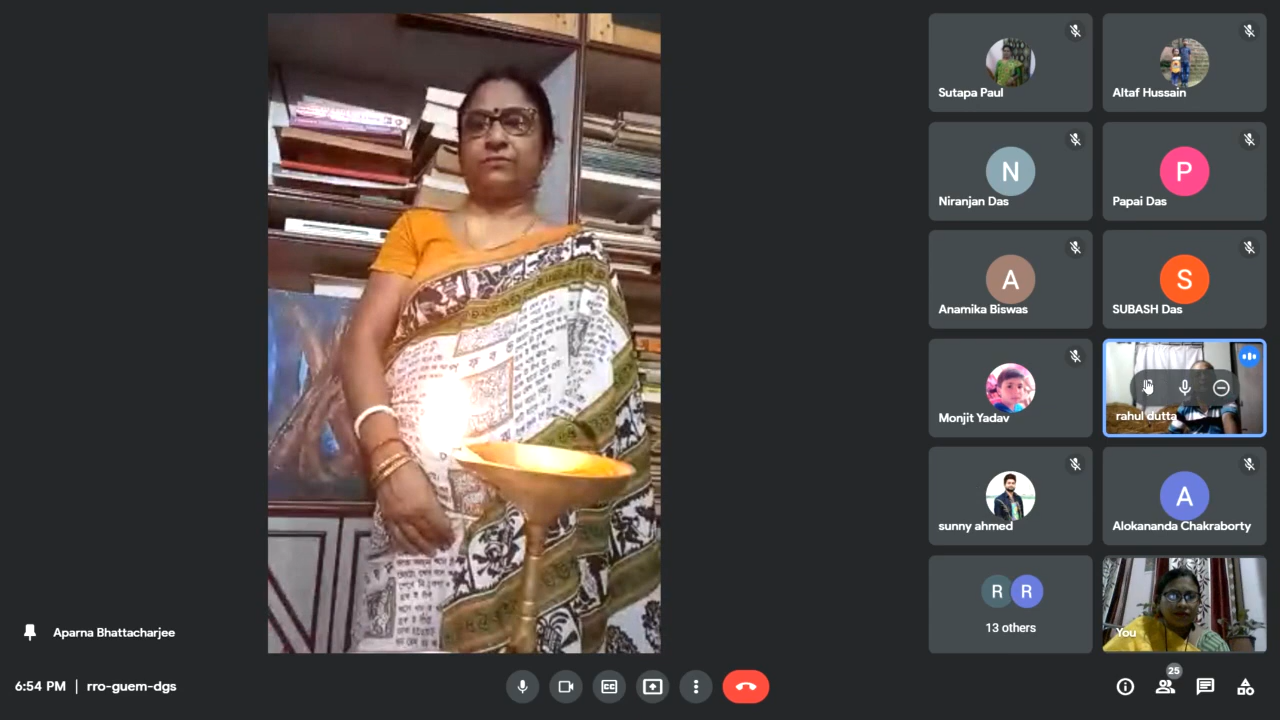 Sutapa Paul
Altaf Hussain
N
Niranjan Das
P
Papai Das
A
Anamika Biswas
S
SUBASH Das
Monjit Yadav
rahul dutta
sunny ahmed
A
Alokananda Chakraborty
R R
13 others
You
Aparna Bhattacharjee
6:54 PM | rro-guem-dgs
25